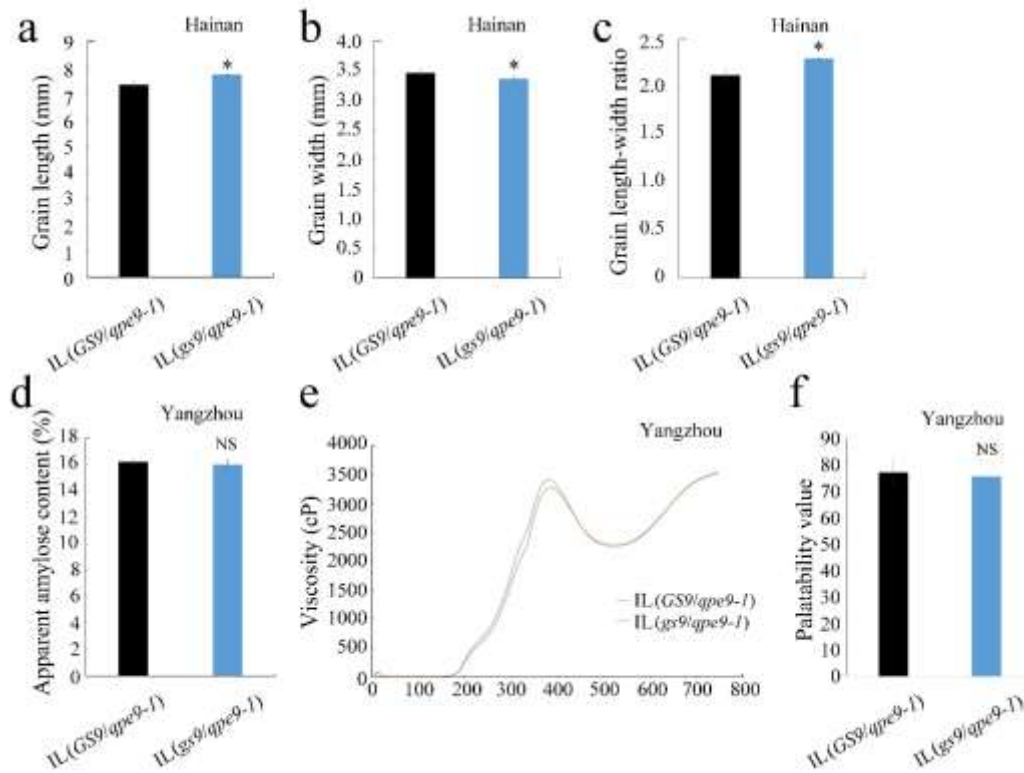 a
Hainan
Grain length (mm)
9
8
7
6
5
4
3
2
1
0
*
IL(GS9/qpe9-1)
IL(gs9/qpe9-1)
b
Hainan
Grain width (mm)
4.0
3.5
3.0
2.5
2.0
1.5
1.0
0.5
0
*
IL(GS9/qpe9-1)
IL(gs9/qpe9-1)
c
Hainan
Grain length-width ratio
2.5
2.0
1.5
1.0
0.5
0
*
IL(GS9/qpe9-1)
IL(gs9/qpe9-1)
d
Yangzhou
Apparent amylose content (%)
18
16
14
12
10
8
6
4
2
0
NS
IL(GS9/qpe9-1)
IL(gs9/qpe9-1)
e
Yangzhou
Viscosity (cP)
4000
3500
3000
2500
2000
1500
1000
500
0
IL(GS9/qpe9-1)
IL(gs9/qpe9-1)
0 100 200 300 400 500 600 700 800
f
Yangzhou
Palatability value
90
80
70
60
50
40
30
20
10
0
NS
IL(GS9/qpe9-1)
IL(gs9/qpe9-1)